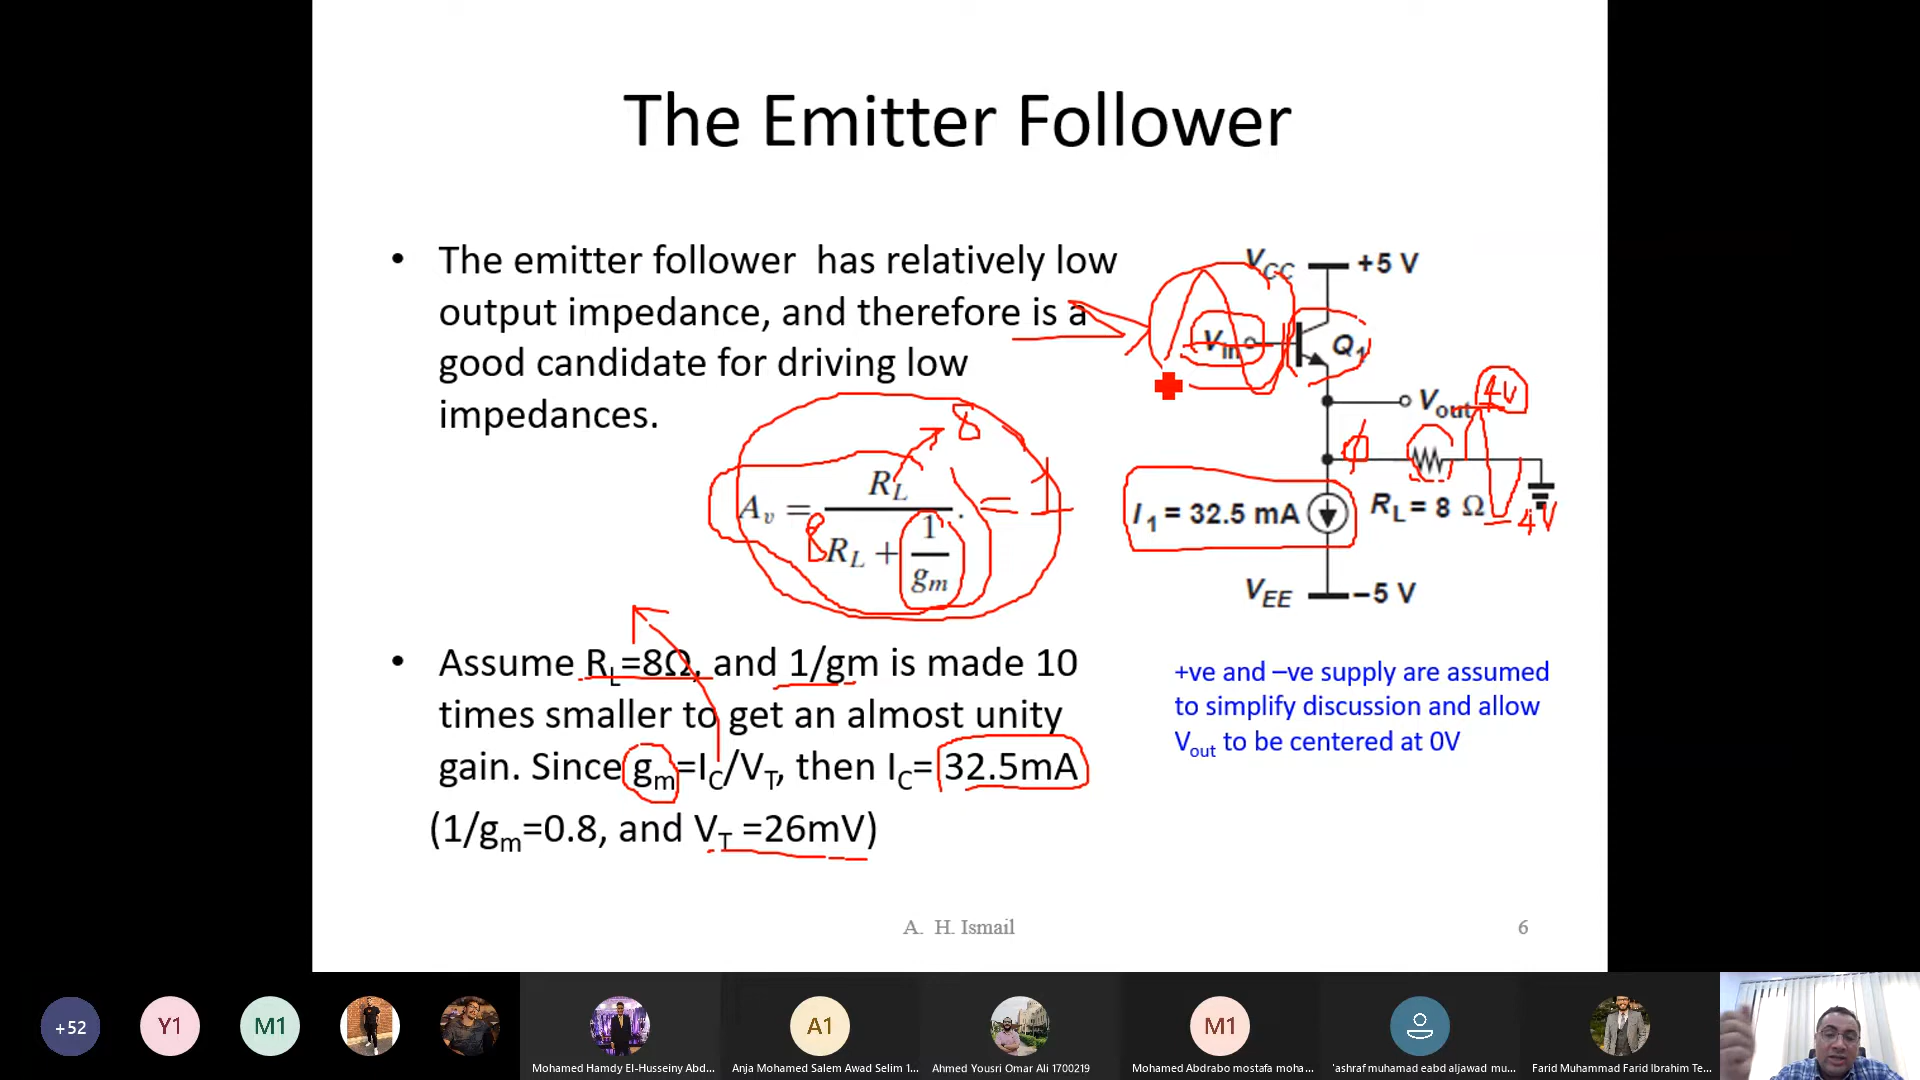 The Emitter Follower
• The emitter follower has relatively low
output impedance, and therefore is a
good candidate for driving low
impedances.
8
A_v = R_L / (R_L + 1/g_m) . = 1
8
V_CC +5 V
V_in Q_1
V_out 4V
φ
I_1 = 32.5 mA R_L = 8 Ω -4V
V_EE –5 V
• Assume R_L=8Ω, and 1/gm is made 10
times smaller to get an almost unity
gain. Since g_m=I_C/V_T, then I_C= 32.5mA
(1/g_m=0.8, and V_T =26mV)
+ve and –ve supply are assumed
to simplify discussion and allow
V_out to be centered at 0V
A. H. Ismail
6
+52
Y1
M1
A1
M1
Mohamed Hamdy El-Husseiny Abd...
Anja Mohamed Salem Awad Selim 1...
Ahmed Yousri Omar Ali 1700219
Mohamed Abdrabo mostafa moha...
'ashraf muhamad eabd aljawad mu...
Farid Muhammad Farid Ibrahim Te...